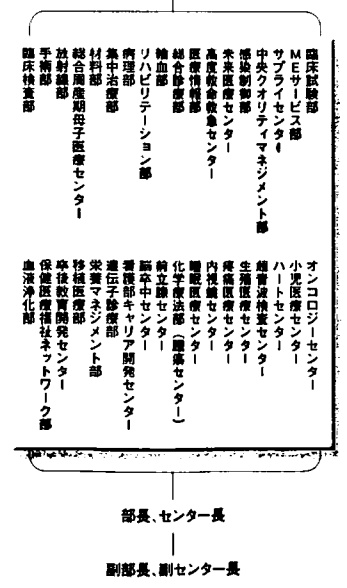 臨床試験部
MEサービス部
サプライセンター
中央クオリティマネジメント部
感染制御部
未来医療センター
高度救命救急センター
医療情報部
総合診療部
輸血部
リハビリテーション部
病理部
集中治療部
材料部
総合周産期母子医療センター
放射線部
手術部
臨床検査部
オンコロジーセンター
小児医療センター
ハートセンター
超音波検査センター
生殖医療センター
疼痛医療センター
内視鏡センター
睡眠医療センター
化学療法部（腫瘍センター）
前立腺センター
脳卒中センター
看護部キャリア開発センター
遺伝子診療部
栄養マネジメント部
移植医療部
卒後教育開発センター
保健医療福祉ネットワーク部
血液浄化部
部長、センター長
副部長、副センター長